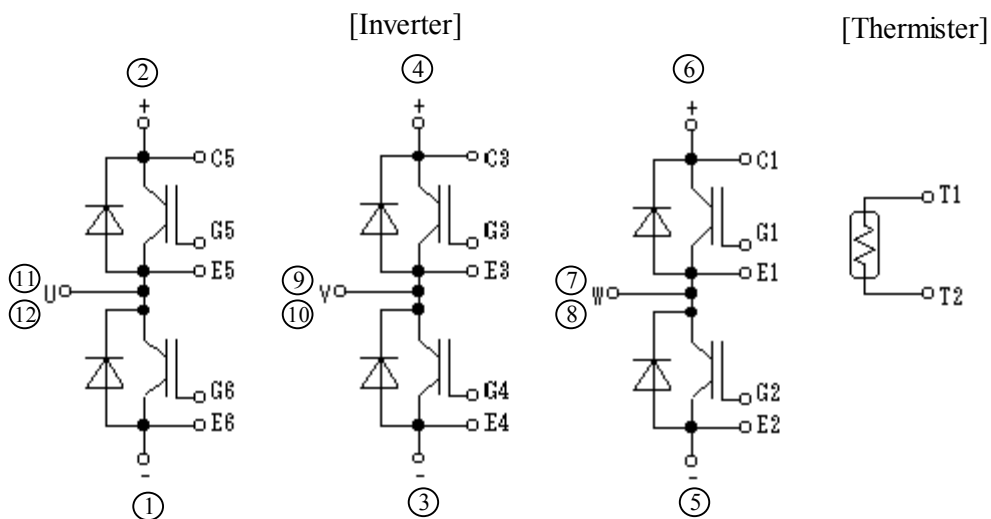 [Inverter] [Thermister]
② ④ ⑥
+ + +
C5 C3 C1
T1
G5 G3 G1
E5 E3 E1
⑪ ⑨ ⑦
U V W
T2
⑫ ⑩ ⑧
G6 G4 G2
E6 E4 E2
- - -
① ③ ⑤